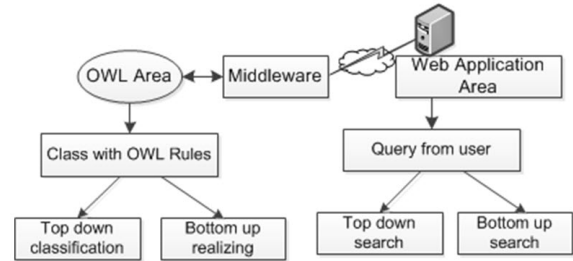 OWL Area
Middleware
Web Application
Area
Class with OWL Rules
Query from user
Top down
classification
Bottom up
realizing
Top down
search
Bottom up
search